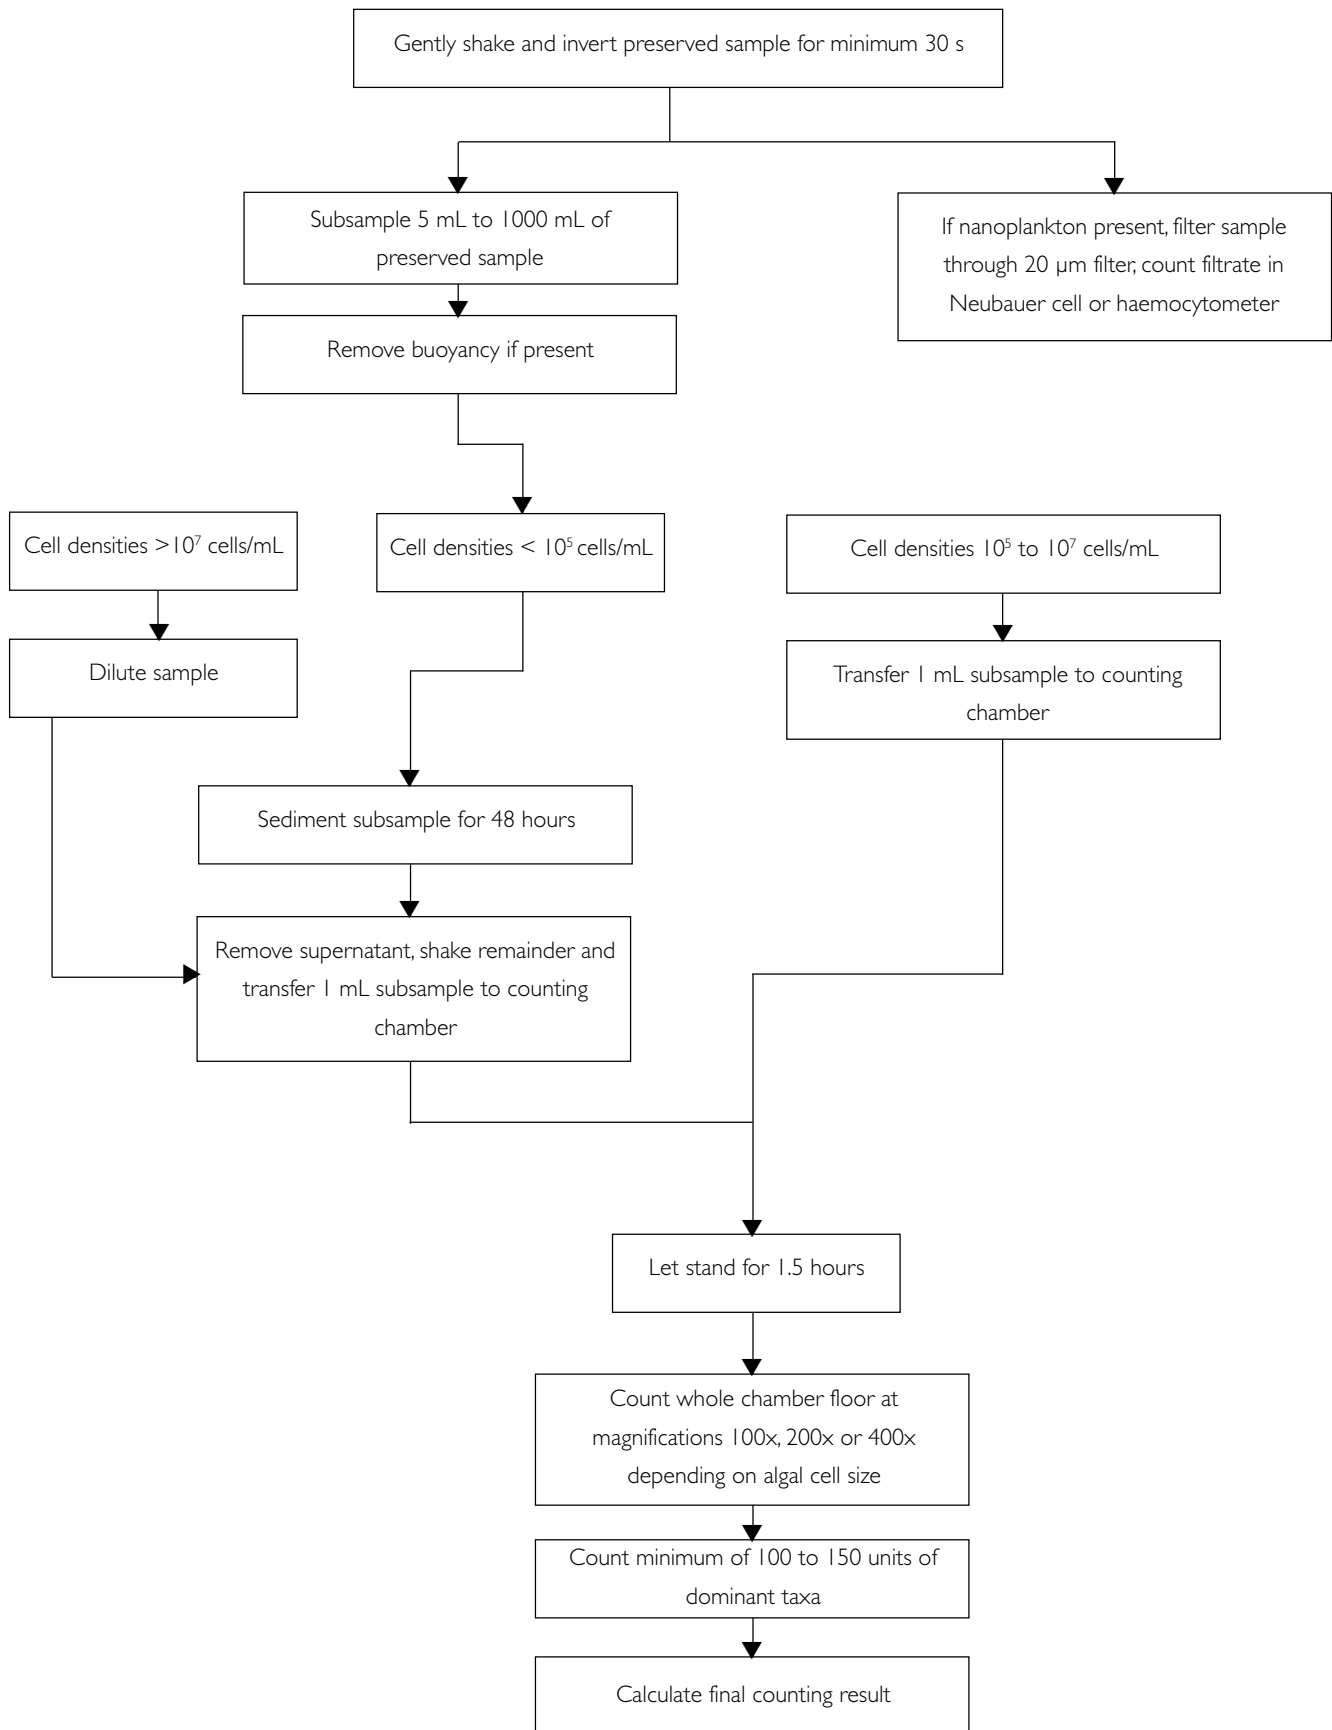 Gently shake and invert preserved sample for minimum 30 s
Subsample 5 mL to 1000 mL of
preserved sample
If nanoplankton present, filter sample
through 20 µm filter, count filtrate in
Neubauer cell or haemocytometer
Remove buoyancy if present
Cell densities >10⁷ cells/mL
Cell densities < 10⁵ cells/mL
Cell densities 10⁵ to 10⁷ cells/mL
Dilute sample
Transfer 1 mL subsample to counting
chamber
Sediment subsample for 48 hours
Remove supernatant, shake remainder and
transfer 1 mL subsample to counting
chamber
Let stand for 1.5 hours
Count whole chamber floor at
magnifications 100x, 200x or 400x
depending on algal cell size
Count minimum of 100 to 150 units of
dominant taxa
Calculate final counting result